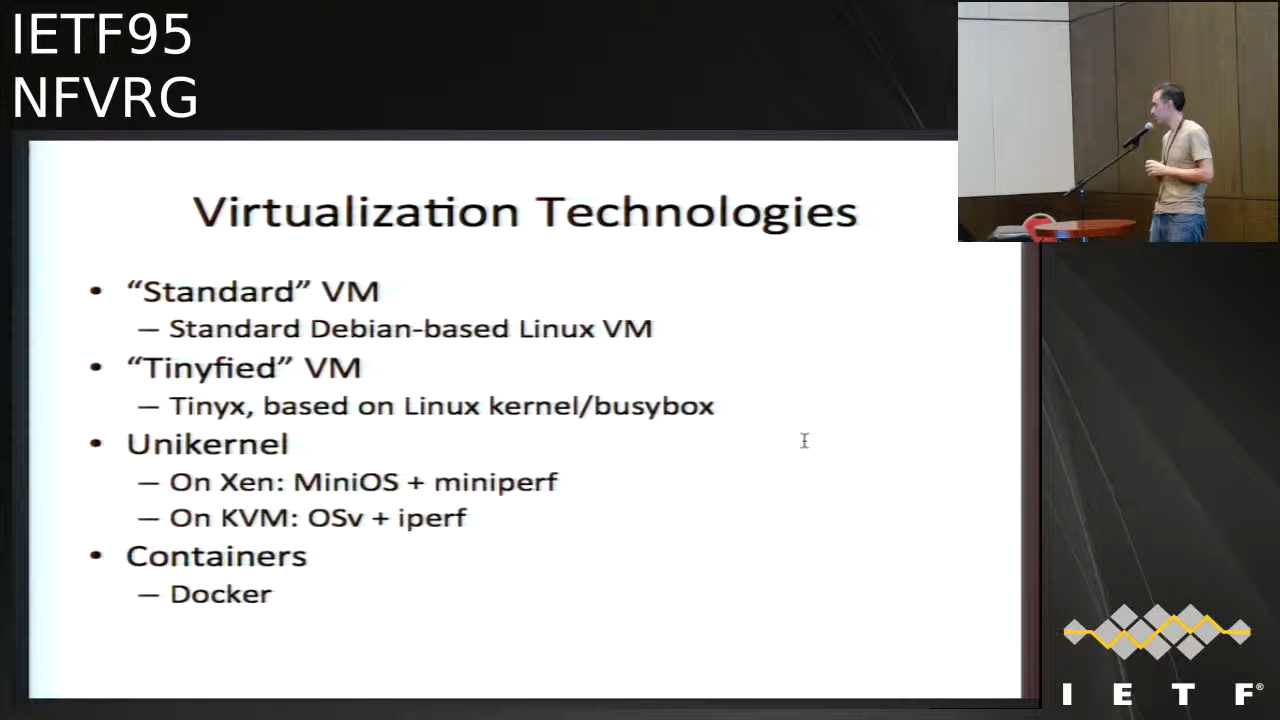 IETF95
NFVRG
Virtualization Technologies
• “Standard” VM
– Standard Debian-based Linux VM
• “Tinyfied” VM
– Tinyx, based on Linux kernel/busybox
• Unikernel
– On Xen: MiniOS + miniperf
– On KVM: OSv + iperf
• Containers
– Docker
I E T F®